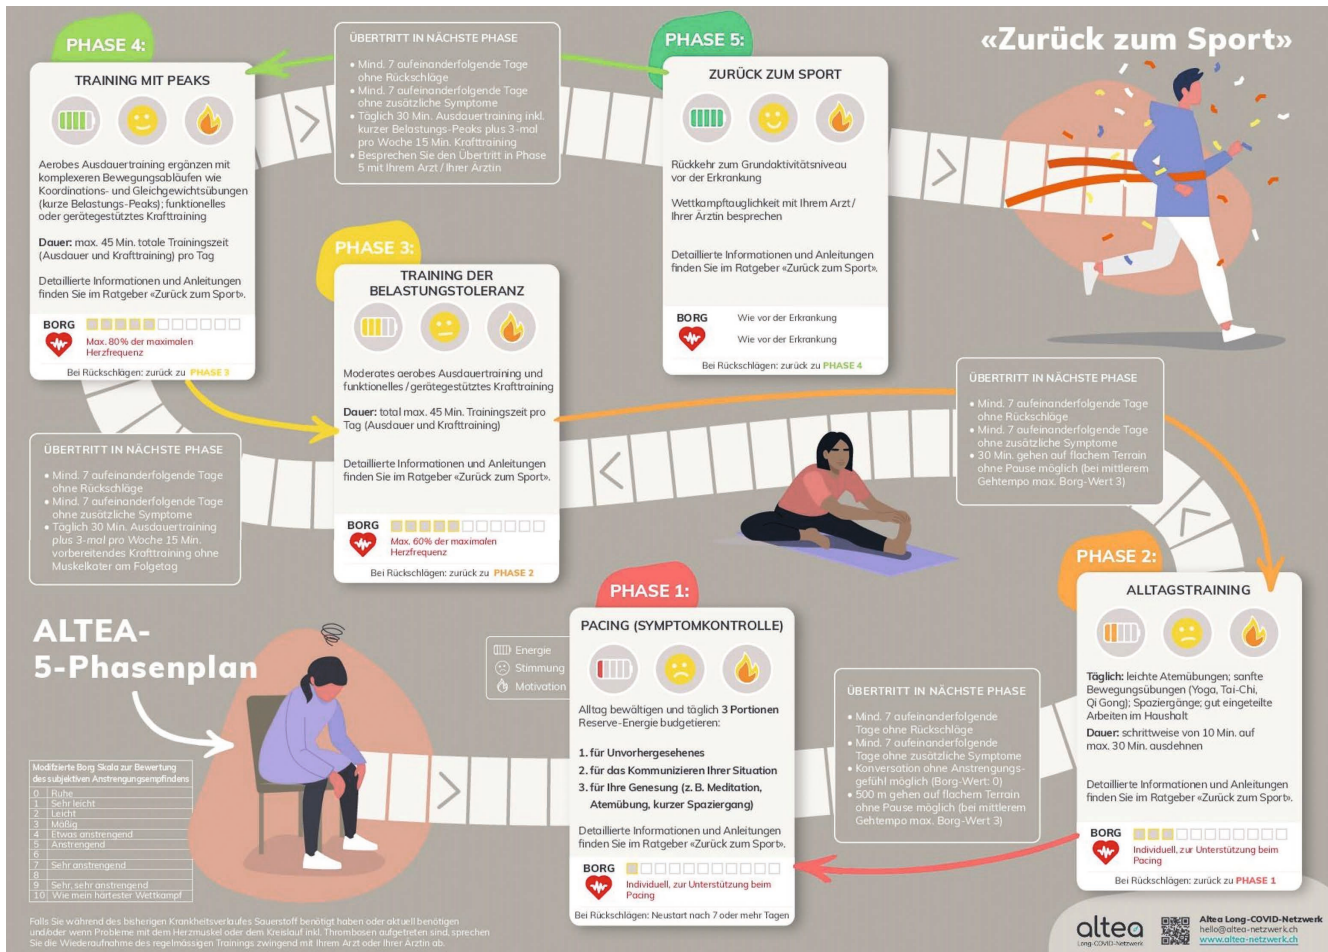 «Zurück zum Sport»
PHASE 4:
TRAINING MIT PEAKS
Aerobes Ausdauertraining ergänzen mit
komplexeren Bewegungsabläufen wie
Koordinations- und Gleichgewichtsübungen
(kurze Belastungs-Peaks); funktionelles
oder gerätegestütztes Krafttraining
Dauer: max. 45 Min. totale Trainingszeit
(Ausdauer und Krafttraining) pro Tag
Detaillierte Informationen und Anleitungen
finden Sie im Ratgeber «Zurück zum Sport».
BORG
Max. 80% der maximalen
Herzfrequenz
Bei Rückschlägen: zurück zu PHASE 3
ÜBERTRITT IN NÄCHSTE PHASE
• Mind. 7 aufeinanderfolgende Tage
ohne Rückschläge
• Mind. 7 aufeinanderfolgende Tage
ohne zusätzliche Symptome
• Täglich 30 Min. Ausdauertraining inkl.
kurzer Belastungs-Peaks plus 3-mal
pro Woche 15 Min. Krafttraining
• Besprechen Sie den Übertritt in Phase
5 mit Ihrem Arzt / Ihrer Ärztin
PHASE 5:
ZURÜCK ZUM SPORT
Rückkehr zum Grundaktivitätsniveau
vor der Erkrankung
Wettkampftauglichkeit mit Ihrem Arzt /
Ihrer Ärztin besprechen
Detaillierte Informationen und Anleitungen
finden Sie im Ratgeber «Zurück zum Sport».
BORG
Wie vor der Erkrankung
Wie vor der Erkrankung
Bei Rückschlägen: zurück zu PHASE 4
PHASE 3:
TRAINING DER
BELASTUNGSTOLERANZ
Moderates aerobes Ausdauertraining und
funktionelles / gerätegestütztes Krafttraining
Dauer: total max. 45 Min. Trainingszeit pro
Tag (Ausdauer und Krafttraining)
Detaillierte Informationen und Anleitungen
finden Sie im Ratgeber «Zurück zum Sport».
BORG
Max. 60% der maximalen
Herzfrequenz
Bei Rückschlägen: zurück zu PHASE 2
ÜBERTRITT IN NÄCHSTE PHASE
• Mind. 7 aufeinanderfolgende Tage
ohne Rückschläge
• Mind. 7 aufeinanderfolgende Tage
ohne zusätzliche Symptome
• 30 Min. gehen auf flachem Terrain
ohne Pause möglich (bei mittlerem
Gehtempo max. Borg-Wert 3)
ÜBERTRITT IN NÄCHSTE PHASE
• Mind. 7 aufeinanderfolgende Tage
ohne Rückschläge
• Mind. 7 aufeinanderfolgende Tage
ohne zusätzliche Symptome
• Täglich 30 Min. Ausdauertraining
plus 3-mal pro Woche 15 Min.
vorbereitendes Krafttraining ohne
Muskelkater am Folgetag
PHASE 2:
ALLTAGSTRAINING
Täglich: leichte Atemübungen; sanfte
Bewegungsübungen (Yoga, Tai-Chi,
Qi Gong); Spaziergänge; gut eingeteilte
Arbeiten im Haushalt
Dauer: schrittweise von 10 Min. auf
max. 30 Min. ausdehnen
Detaillierte Informationen und Anleitungen
finden Sie im Ratgeber «Zurück zum Sport».
BORG
Individuell, zur Unterstützung beim
Pacing
Bei Rückschlägen: zurück zu PHASE 1
PHASE 1:
PACING (SYMPTOMKONTROLLE)
Alltag bewältigen und täglich 3 Portionen
Reserve-Energie budgetieren:
1. für Unvorhergesehenes
2. für das Kommunizieren Ihrer Situation
3. für Ihre Genesung (z. B. Meditation,
Atemübung, kurzer Spaziergang)
Detaillierte Informationen und Anleitungen
finden Sie im Ratgeber «Zurück zum Sport».
BORG
Individuell, zur Unterstützung beim
Pacing
Bei Rückschlägen: Neustart nach 7 oder mehr Tagen
ÜBERTRITT IN NÄCHSTE PHASE
• Mind. 7 aufeinanderfolgende
Tage ohne Rückschläge
• Mind. 7 aufeinanderfolgende
Tage ohne zusätzliche Symptome
• Konversation ohne Anstrengungs-
gefühl möglich (Borg-Wert: 0)
• 500 m gehen auf flachem Terrain
ohne Pause möglich (bei mittlerem
Gehtempo max. Borg-Wert 3)
ALTEA-
5-Phasenplan
Energie
Stimmung
Motivation
Modifizierte Borg Skala zur Bewertung
des subjektiven Anstrengungsempfindens
0 Ruhe
1 Sehr leicht
2 Leicht
3 Mäßig
4 Etwas anstrengend
5 Anstrengend
6
7 Sehr anstrengend
8
9 Sehr, sehr anstrengend
10 Wie mein härtester Wettkampf
Falls Sie während des bisherigen Krankheitsverlaufes Sauerstoff benötigt haben oder aktuell benötigen
und/oder wenn Probleme mit dem Herzmuskel oder dem Kreislauf inkl. Thrombosen aufgetreten sind, sprechen
Sie die Wiederaufnahme des regelmässigen Trainings zwingend mit Ihrem Arzt oder Ihrer Ärztin ab.
altea
Long-COVID-Netzwerk
Altea Long-COVID-Netzwerk
hello@altea-netzwerk.ch
www.altea-netzwerk.ch